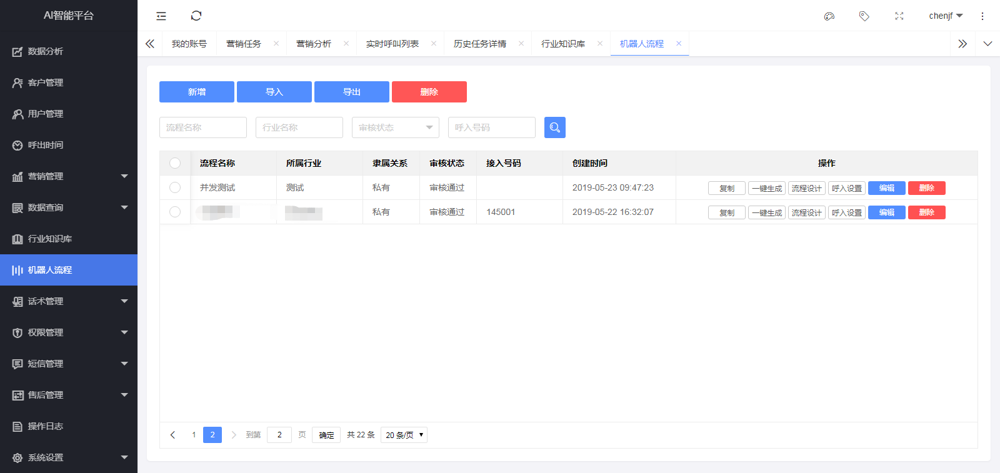 AI智能平台
chenjf
数据分析
客户管理
用户管理
呼出时间
营销管理
数据查询
行业知识库
机器人流程
话术管理
权限管理
短信管理
售后管理
操作日志
系统设置
我的账号 营销任务 营销分析 实时呼叫列表 历史任务详情 行业知识库 机器人流程
新增 导入 导出 删除
流程名称 行业名称 审核状态 呼入号码
流程名称 所属行业 隶属关系 审核状态 接入号码 创建时间 操作
并发测试 测试 私有 审核通过 2019-05-23 09:47:23 复制 一键生成 流程设计 呼入设置 编辑 删除
私有 审核通过 145001 2019-05-22 16:32:07 复制 一键生成 流程设计 呼入设置 编辑 删除
1 2 到第 2 页 确定 共 22 条 20 条/页